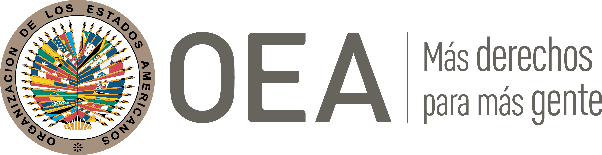 ORGANIZACION DE LOS ESTADOS AMERICANOS
OEA
Más derechos
para más gente